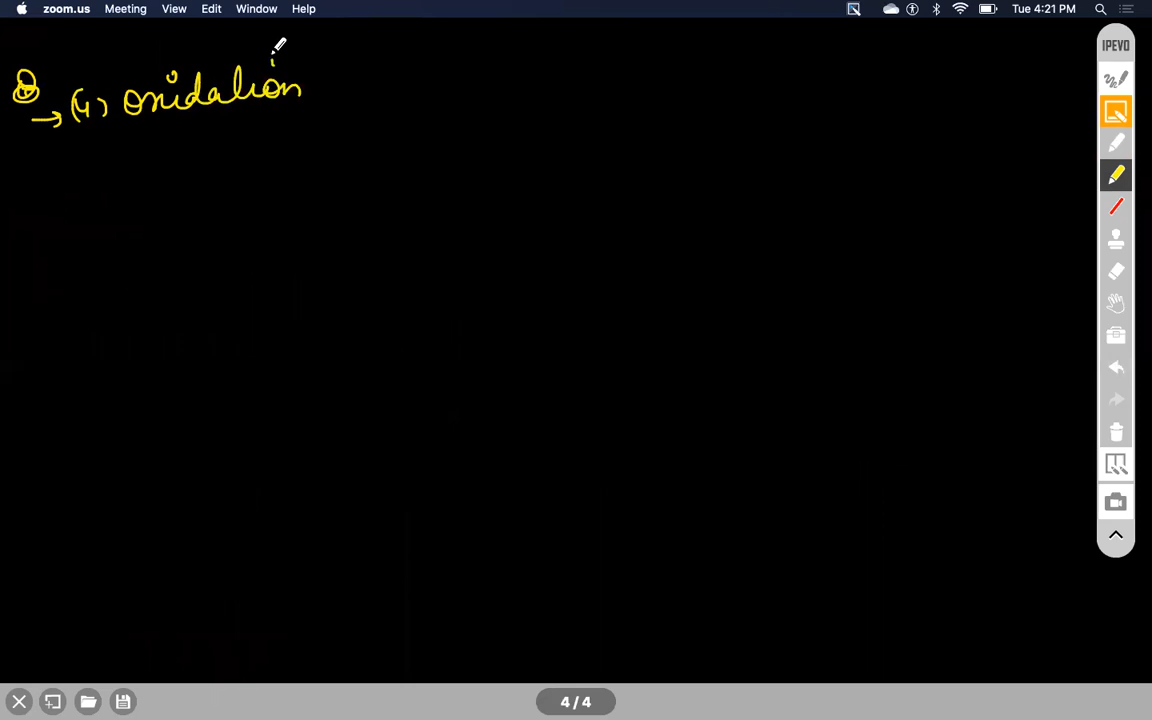 zoom.us Meeting View Edit Window Help Tue 4:21 PM
IPEVO
→ (4) oxidation
4 / 4